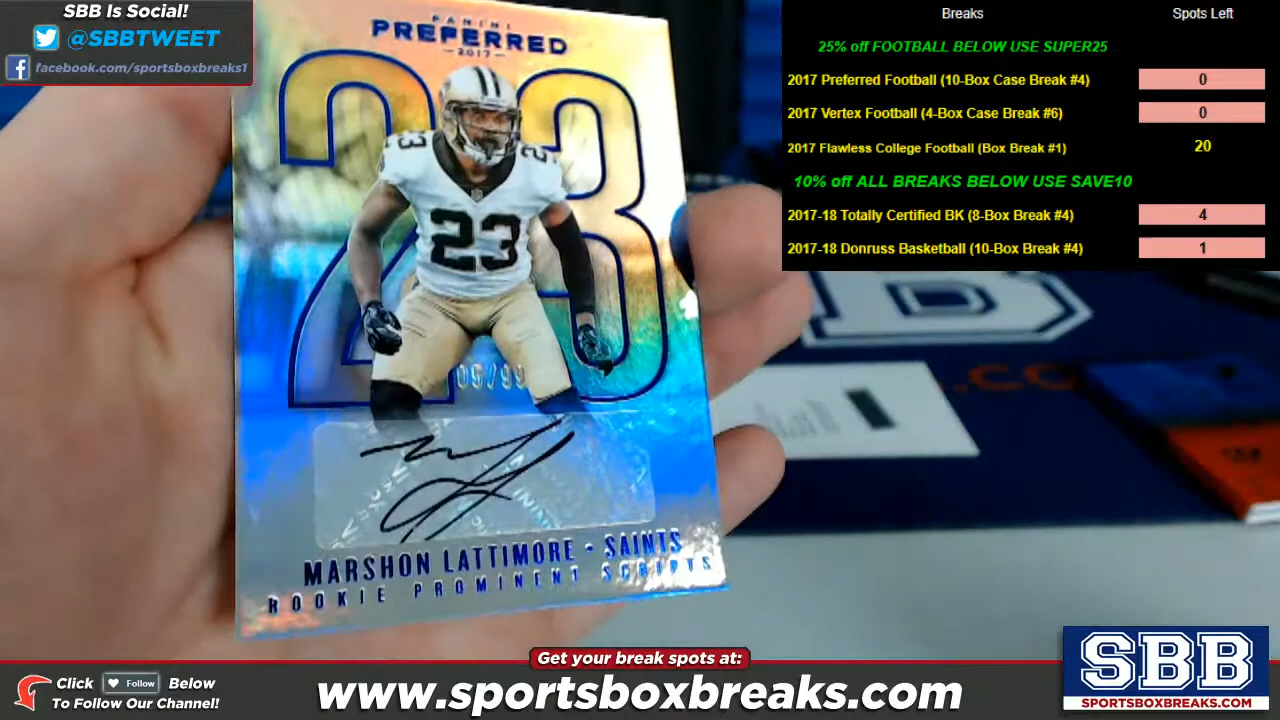 SBB Is Social!
@SBBTWEET
facebook.com/sportsboxbreaks1
Breaks Spots Left
25% off FOOTBALL BELOW USE SUPER25
2017 Preferred Football (10-Box Case Break #4) 0
2017 Vertex Football (4-Box Case Break #6) 0
2017 Flawless College Football (Box Break #1) 20
10% off ALL BREAKS BELOW USE SAVE10
2017-18 Totally Certified BK (8-Box Break #4) 4
2017-18 Donruss Basketball (10-Box Break #4) 1
PANINI
PREFERRED
2017
23
23
23
23
05/99
MARSHON LATTIMORE • SAINTS
ROOKIE PROMINENT SCRIPTS
Get your break spots at:
Click Follow Below
To Follow Our Channel!
www.sportsboxbreaks.com
SBB
SPORTSBOXBREAKS.COM